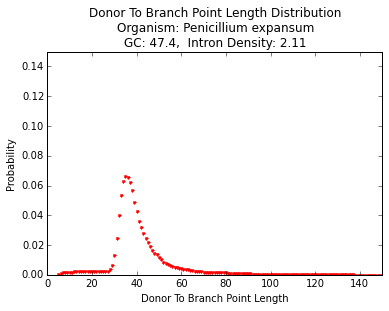 Donor To Branch Point Length Distribution
Organism: Penicillium expansum
GC: 47.4,  Intron Density: 2.11
0.14
0.12
0.10
0.08
0.06
0.04
0.02
0.00
Probability
0 20 40 60 80 100 120 140
Donor To Branch Point Length